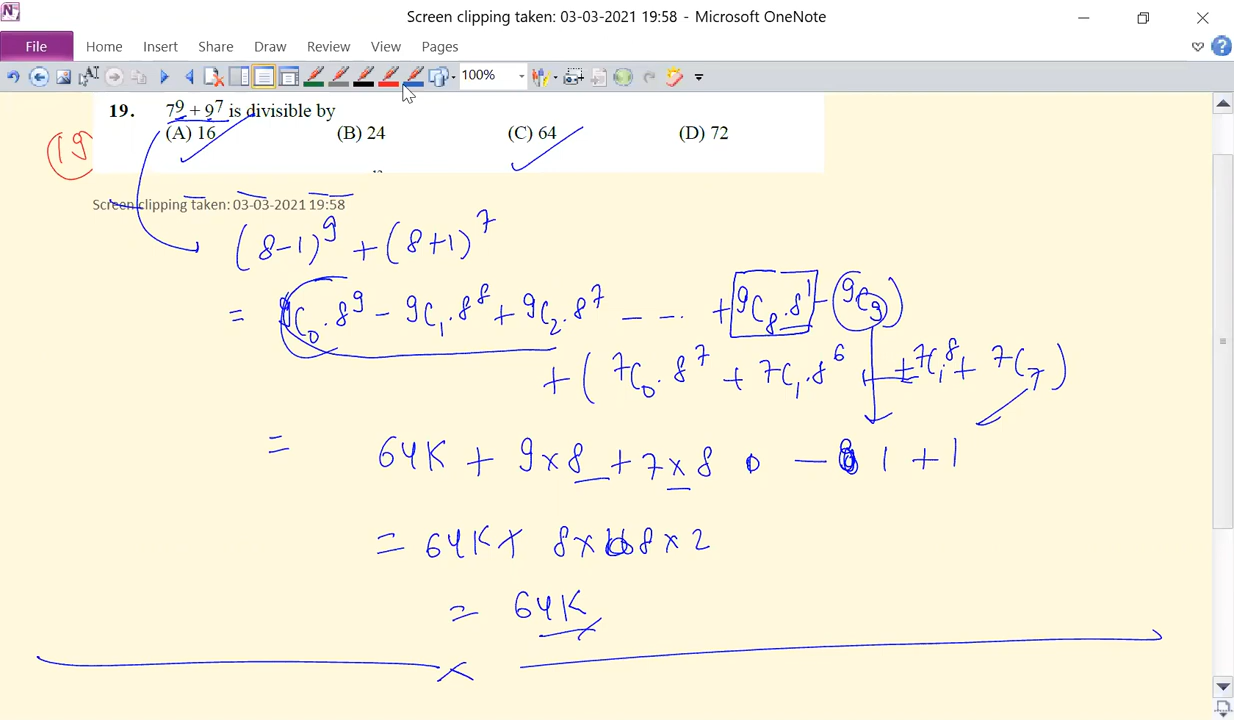 Screen clipping taken: 03-03-2021 19:58 - Microsoft OneNote
File Home Insert Share Draw Review View Pages
100%
19. 7⁹ + 9⁷ is divisible by
(A) 16 (B) 24 (C) 64 (D) 72
19
Screen clipping taken: 03-03-2021 19:58
(8-1)⁹ + (8+1)⁷
= 9C₀.8⁹ - 9C₁.8⁸ + 9C₂.8⁷ - - . + 9C₈.8¹ - 9C₉)
+ (7C₀.8⁷ + 7C₁.8⁶ + 7C₁8 + 7C₇)
= 64K + 9×8 + 7×8 - 1 + 1
= 64K + 8×8×2
= 64K
×